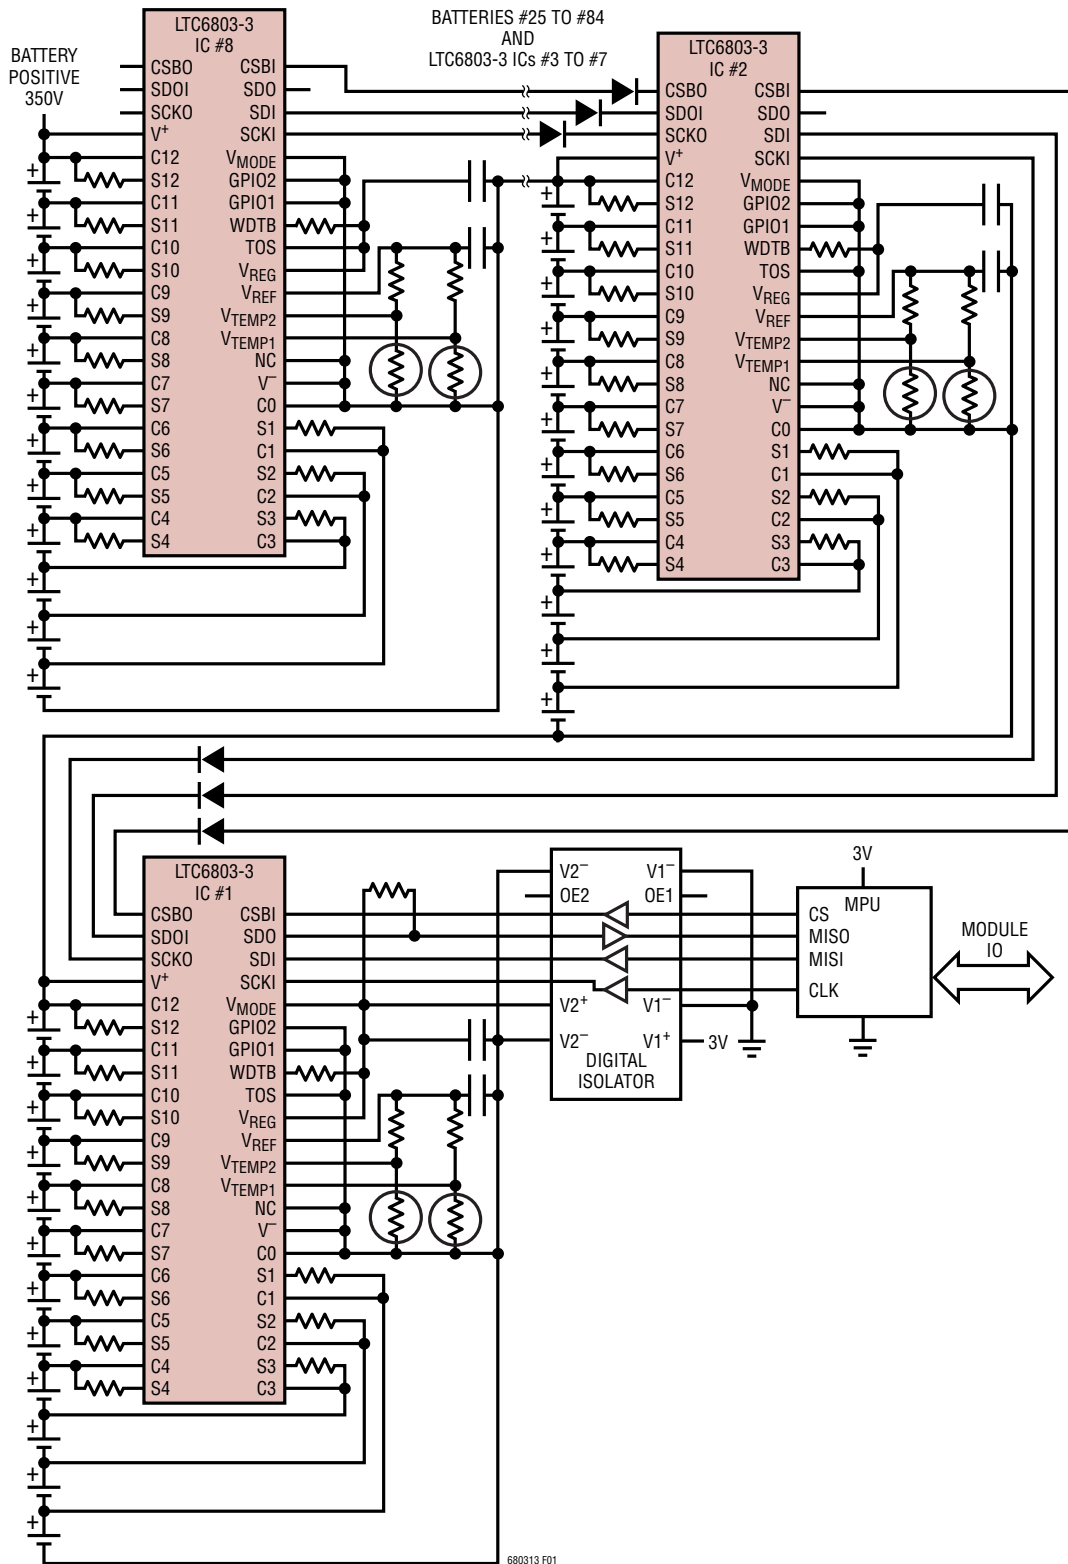 BATTERIES #25 TO #84
AND
LTC6803-3 ICs #3 TO #7
BATTERY
POSITIVE
350V
LTC6803-3
IC #8
CSBO
SDOI
SCKO
V+
C12
S12
C11
S11
C10
S10
C9
S9
C8
S8
C7
S7
C6
S6
C5
S5
C4
S4
CSBI
SDO
SDI
SCKI
VMODE
GPIO2
GPIO1
WDTB
TOS
VREG
VREF
VTEMP2
VTEMP1
NC
V−
C0
S1
C1
S2
C2
S3
C3
+
+
+
+
+
+
+
+
+
+
+
+
LTC6803-3
IC #2
CSBO
SDOI
SCKO
V+
C12
S12
C11
S11
C10
S10
C9
S9
C8
S8
C7
S7
C6
S6
C5
S5
C4
S4
CSBI
SDO
SDI
SCKI
VMODE
GPIO2
GPIO1
WDTB
TOS
VREG
VREF
VTEMP2
VTEMP1
NC
V−
C0
S1
C1
S2
C2
S3
C3
+
+
+
+
+
+
+
+
+
+
+
+
LTC6803-3
IC #1
CSBO
SDOI
SCKO
V+
C12
S12
C11
S11
C10
S10
C9
S9
C8
S8
C7
S7
C6
S6
C5
S5
C4
S4
CSBI
SDO
SDI
SCKI
VMODE
GPIO2
GPIO1
WDTB
TOS
VREG
VREF
VTEMP2
VTEMP1
NC
V−
C0
S1
C1
S2
C2
S3
C3
+
+
+
+
+
+
+
+
+
+
+
+
V2−
OE2
V2+
V2−
V1−
OE1
V1−
V1+
DIGITAL
ISOLATOR
3V
3V
MPU
CS
MISO
MISI
CLK
MODULE
IO
680313 F01